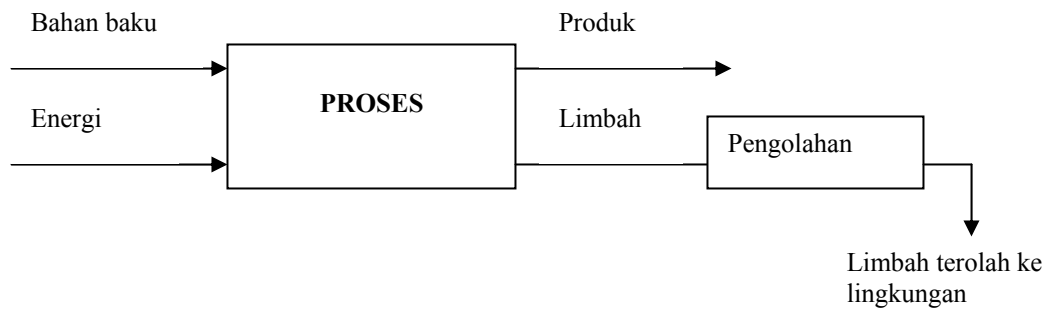 Bahan baku
Produk
PROSES
Energi
Limbah
Pengolahan
Limbah terolah ke
lingkungan